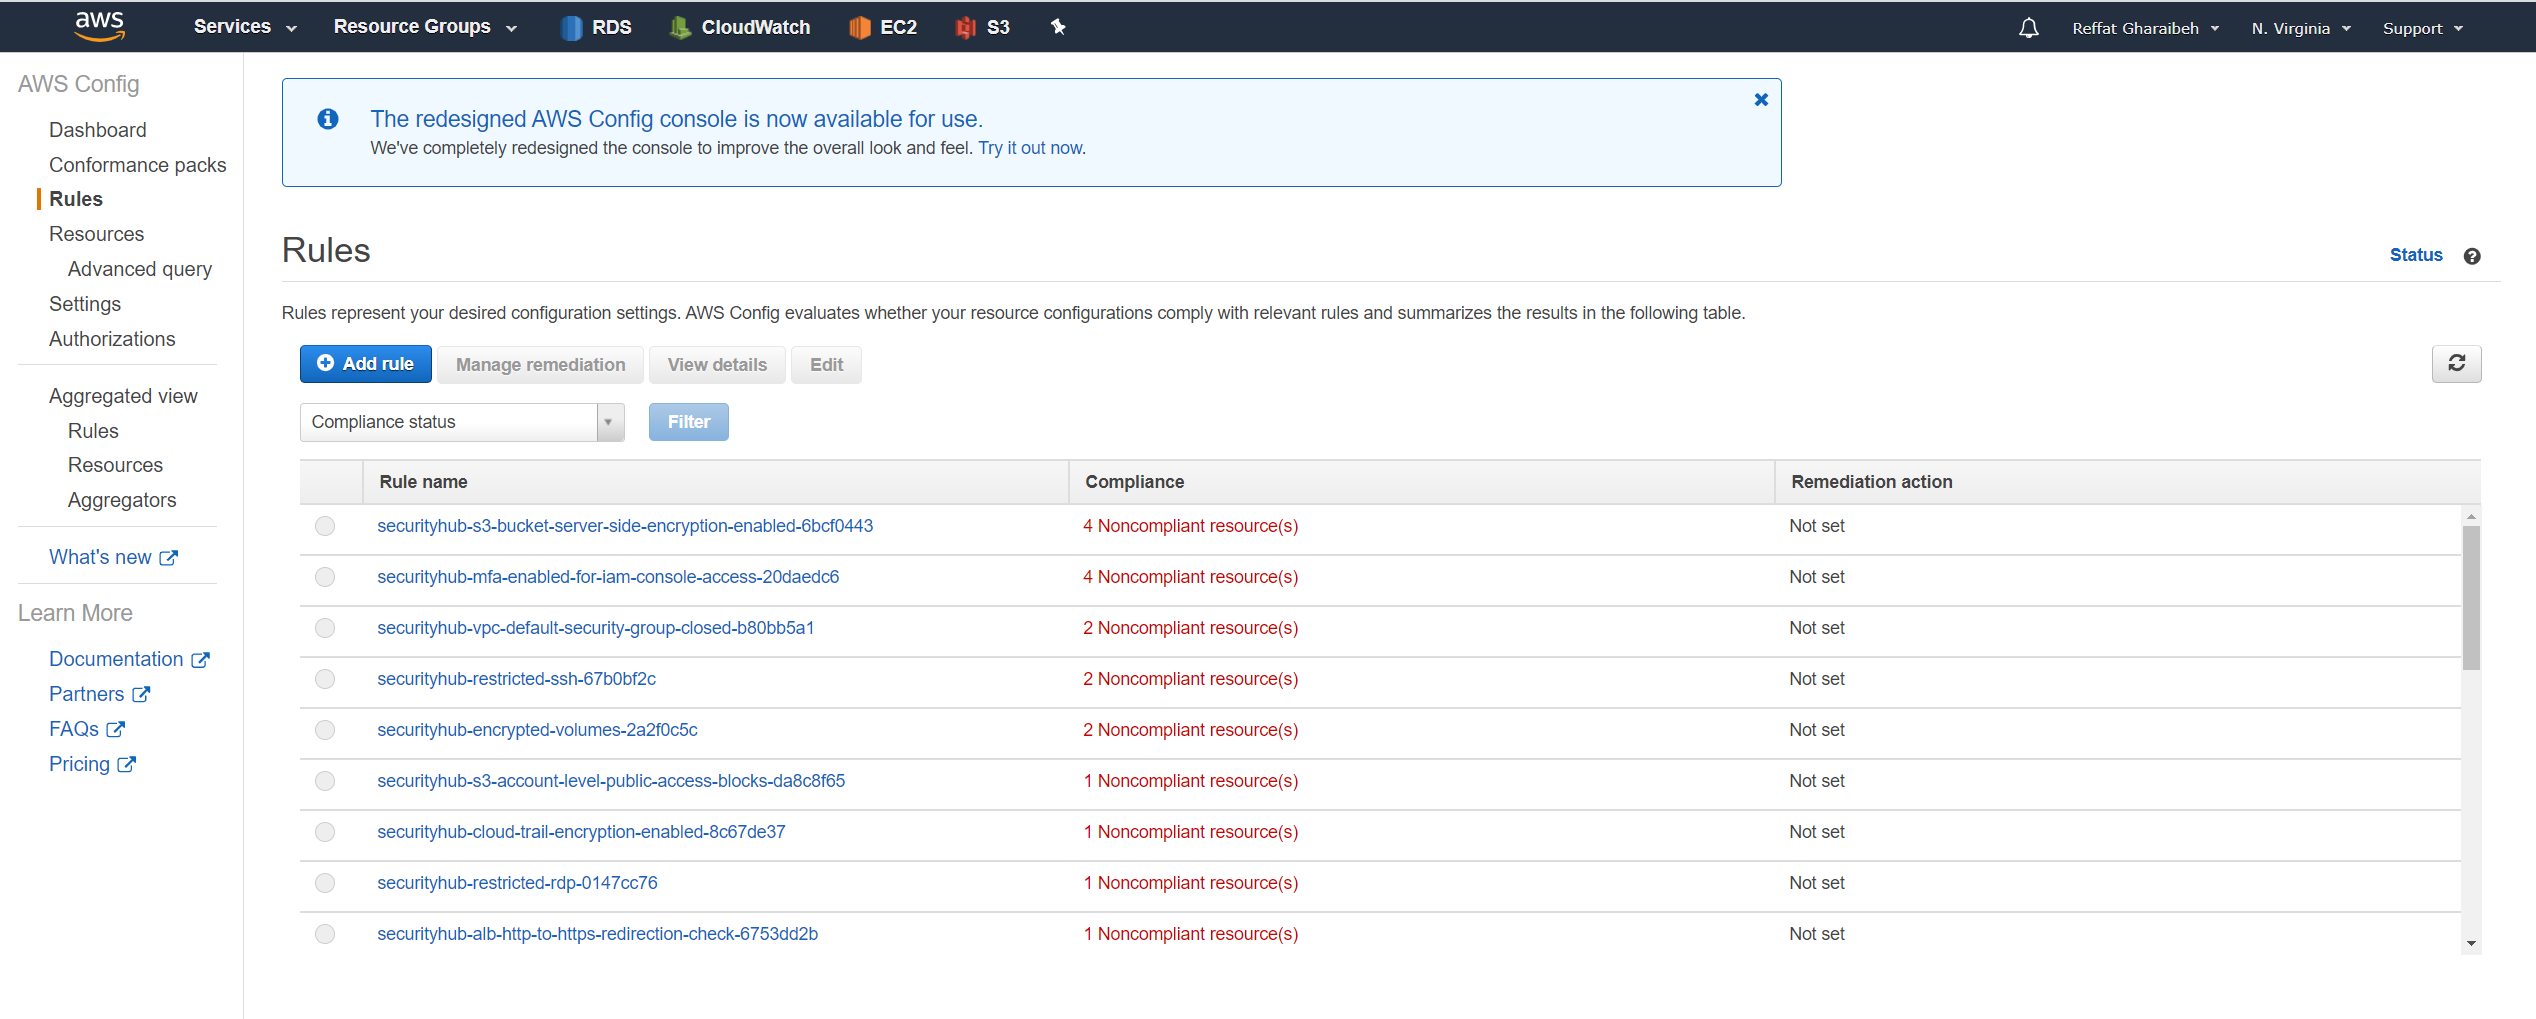 aws Services Resource Groups RDS CloudWatch EC2 S3 Reffat Gharaibeh N. Virginia Support
AWS Config
Dashboard
Conformance packs
Rules
Resources
Advanced query
Settings
Authorizations
Aggregated view
Rules
Resources
Aggregators
What's new
Learn More
Documentation
Partners
FAQs
Pricing
The redesigned AWS Config console is now available for use.
We've completely redesigned the console to improve the overall look and feel. Try it out now.
Rules
Status
Rules represent your desired configuration settings. AWS Config evaluates whether your resource configurations comply with relevant rules and summarizes the results in the following table.
Add rule Manage remediation View details Edit
Compliance status Filter
Rule name Compliance Remediation action
securityhub-s3-bucket-server-side-encryption-enabled-6bcf0443 4 Noncompliant resource(s) Not set
securityhub-mfa-enabled-for-iam-console-access-20daedc6 4 Noncompliant resource(s) Not set
securityhub-vpc-default-security-group-closed-b80bb5a1 2 Noncompliant resource(s) Not set
securityhub-restricted-ssh-67b0bf2c 2 Noncompliant resource(s) Not set
securityhub-encrypted-volumes-2a2f0c5c 2 Noncompliant resource(s) Not set
securityhub-s3-account-level-public-access-blocks-da8c8f65 1 Noncompliant resource(s) Not set
securityhub-cloud-trail-encryption-enabled-8c67de37 1 Noncompliant resource(s) Not set
securityhub-restricted-rdp-0147cc76 1 Noncompliant resource(s) Not set
securityhub-alb-http-to-https-redirection-check-6753dd2b 1 Noncompliant resource(s) Not set